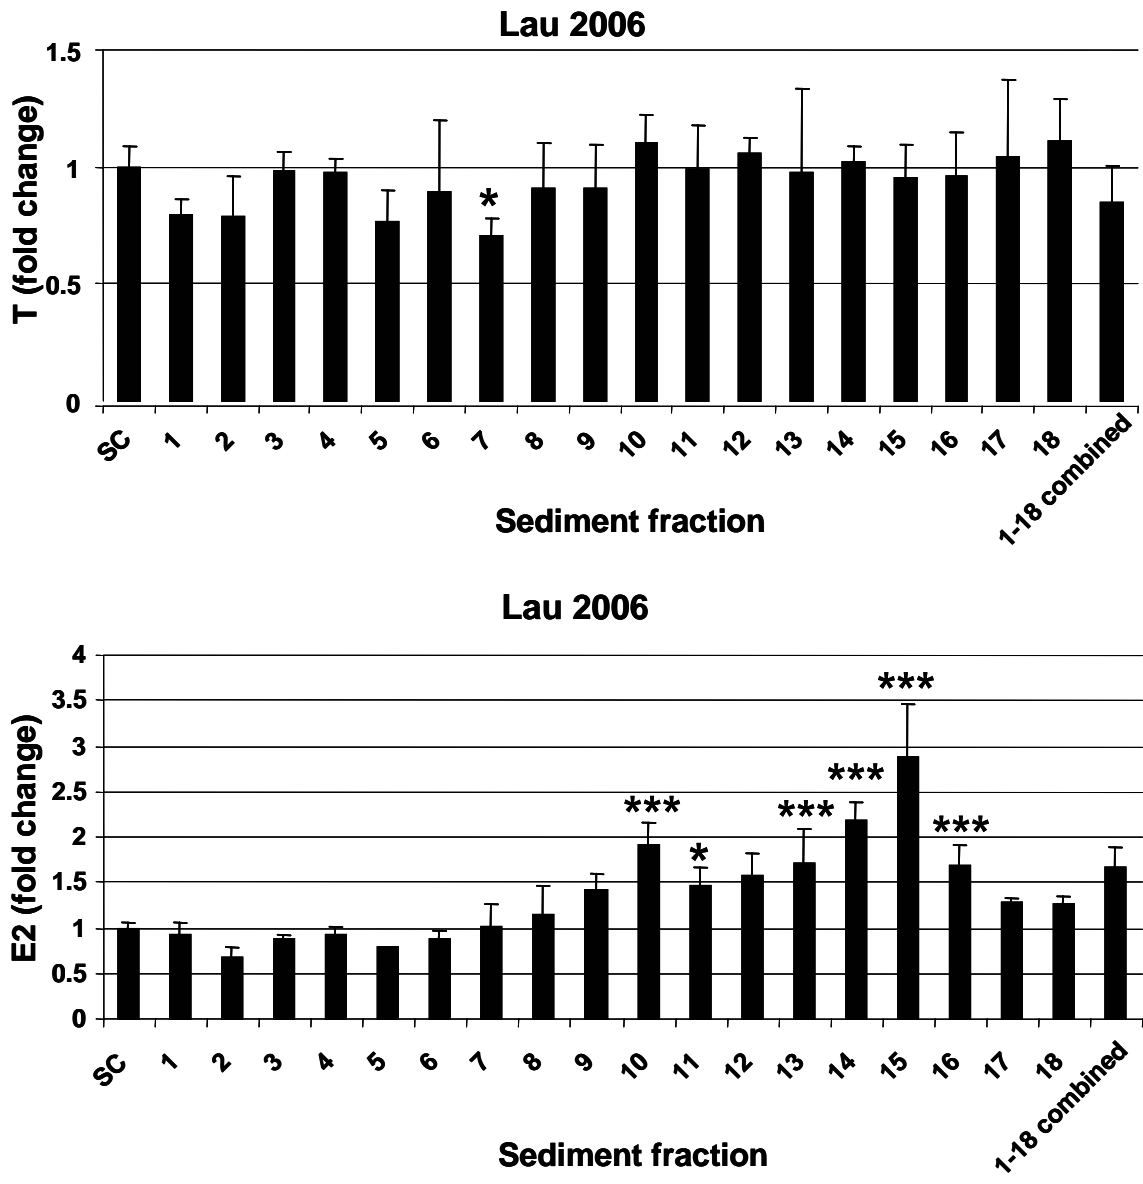 Lau 2006
T (fold change)
1.5
1
0.5
0
*
SC 1 2 3 4 5 6 7 8 9 10 11 12 13 14 15 16 17 18 1-18 combined
Sediment fraction
Lau 2006
E2 (fold change)
4
3.5
3
2.5
2
1.5
1
0.5
0
*** * *** *** *** ***
SC 1 2 3 4 5 6 7 8 9 10 11 12 13 14 15 16 17 18 1-18 combined
Sediment fraction